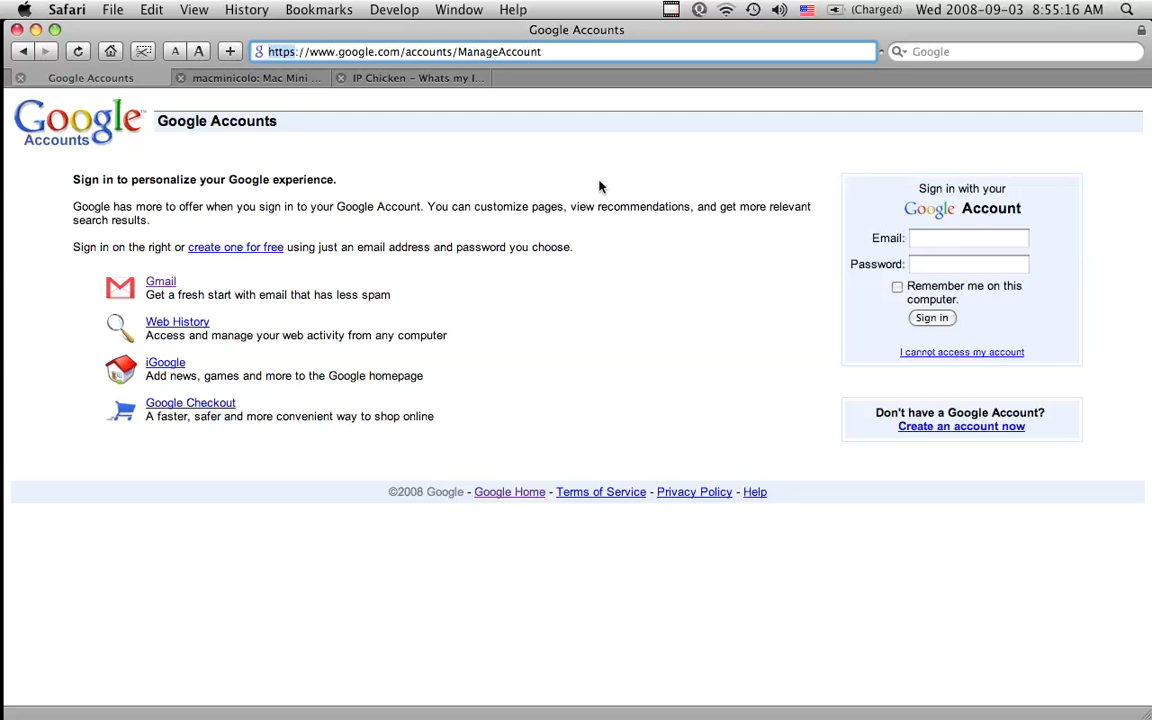 Safari File Edit View History Bookmarks Develop Window Help (Charged) Wed 2008-09-03 8:55:16 AM
Google Accounts
A A + g https://www.google.com/accounts/ManageAccount Google
Google Accounts macminicolo: Mac Mini ... IP Chicken - Whats my I...
Google
Accounts
Google Accounts
Sign in to personalize your Google experience.
Google has more to offer when you sign in to your Google Account. You can customize pages, view recommendations, and get more relevant
search results.
Sign in on the right or create one for free using just an email address and password you choose.
Gmail
Get a fresh start with email that has less spam
Web History
Access and manage your web activity from any computer
iGoogle
Add news, games and more to the Google homepage
Google Checkout
A faster, safer and more convenient way to shop online
Sign in with your
Google Account
Email:
Password:
Remember me on this
computer.
Sign in
I cannot access my account
Don't have a Google Account?
Create an account now
©2008 Google - Google Home - Terms of Service - Privacy Policy - Help